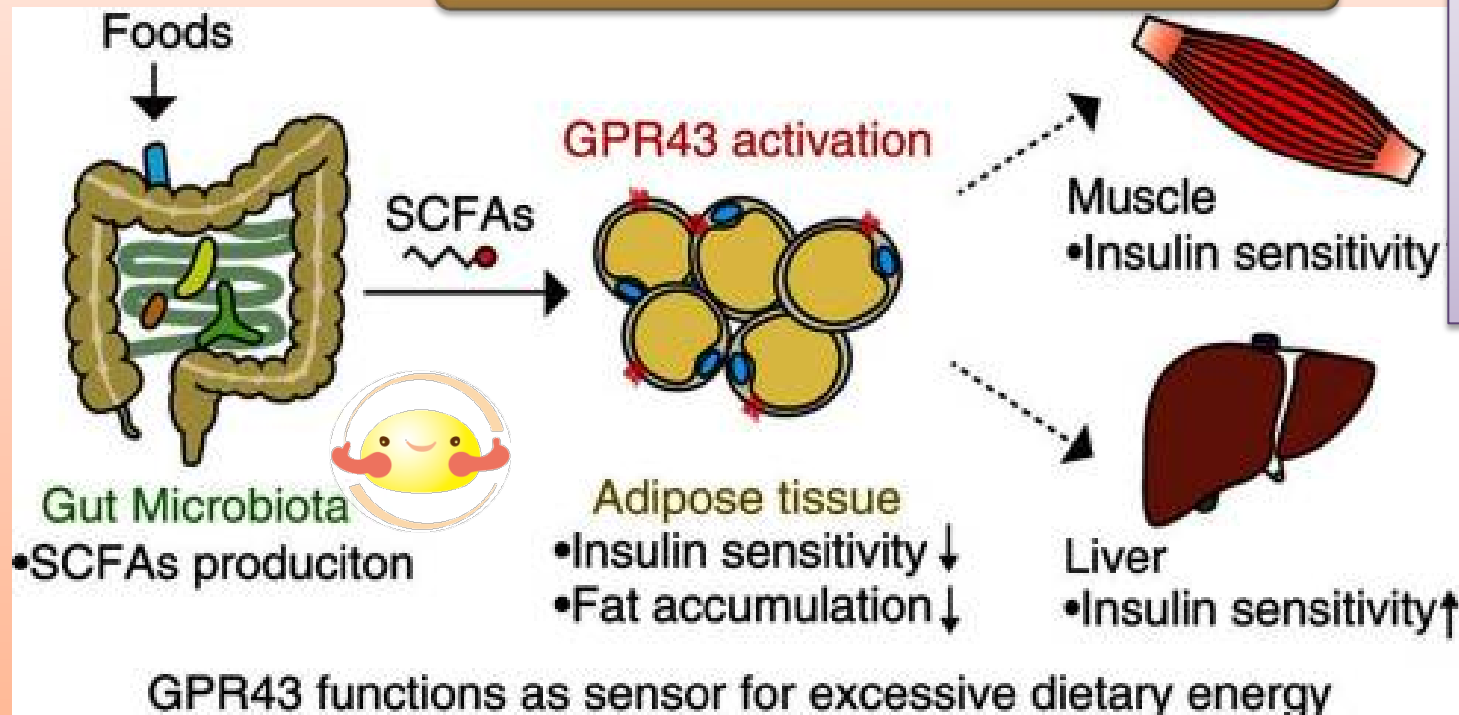 Foods
GPR43 activation
SCFAs
Muscle
•Insulin sensitivity
Gut Microbiota
•SCFAs produciton
Adipose tissue
•Insulin sensitivity↓
•Fat accumulation↓
Liver
•Insulin sensitivity↑
GPR43 functions as sensor for excessive dietary energy